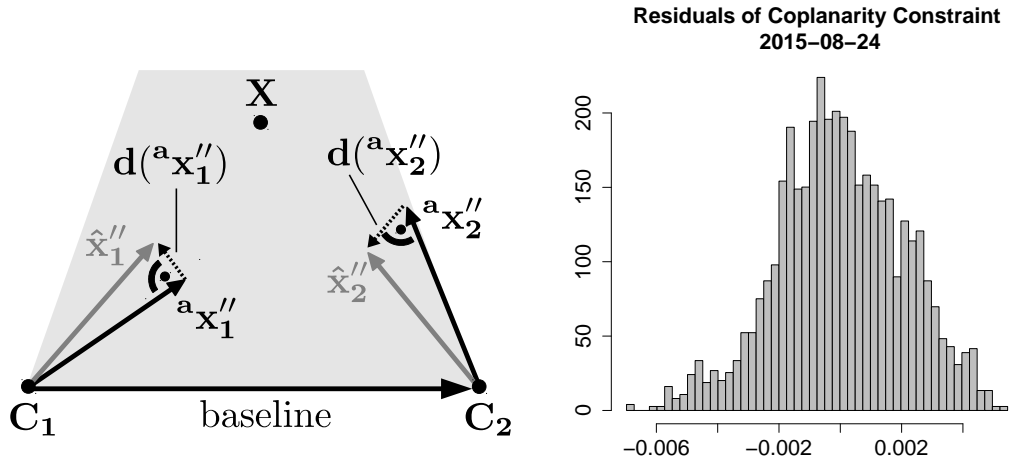 X
d(ᵃx₁″)
d(ᵃx₂″)
ᵃx₂″
x̂₁″
x̂₂″
ᵃx₁″
C₁
baseline
C₂
Residuals of Coplanarity Constraint
2015−08−24
200
150
100
50
0
−0.006
−0.002
0.002